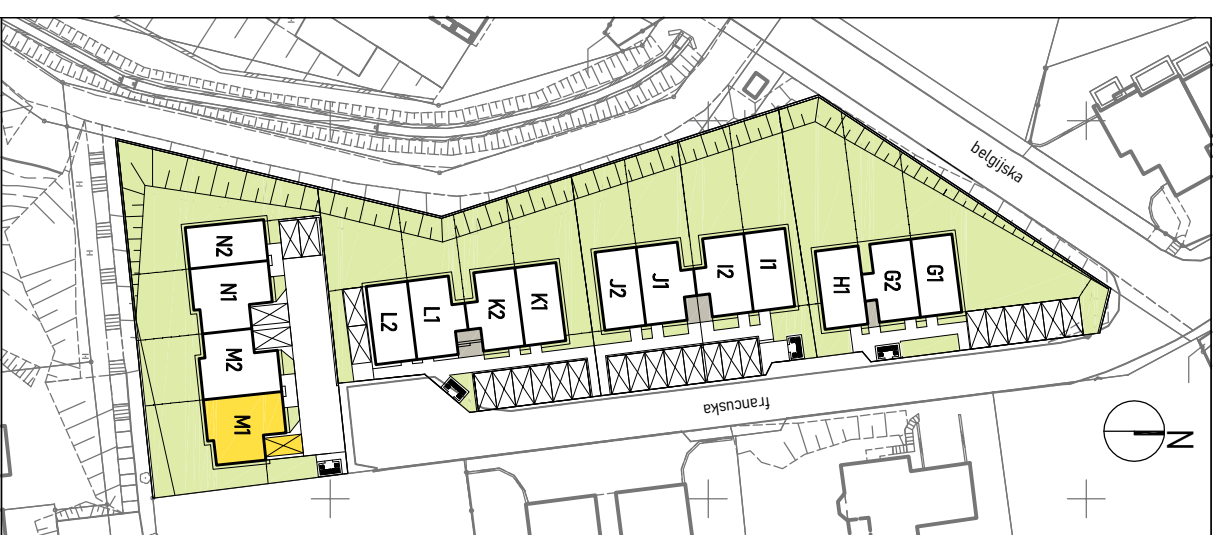 belgijska
N2
N1
M2
M1
L2
L1
K2
K1
J2
J1
I2
I1
H1
G2
G1
francuska
N
H
H
H